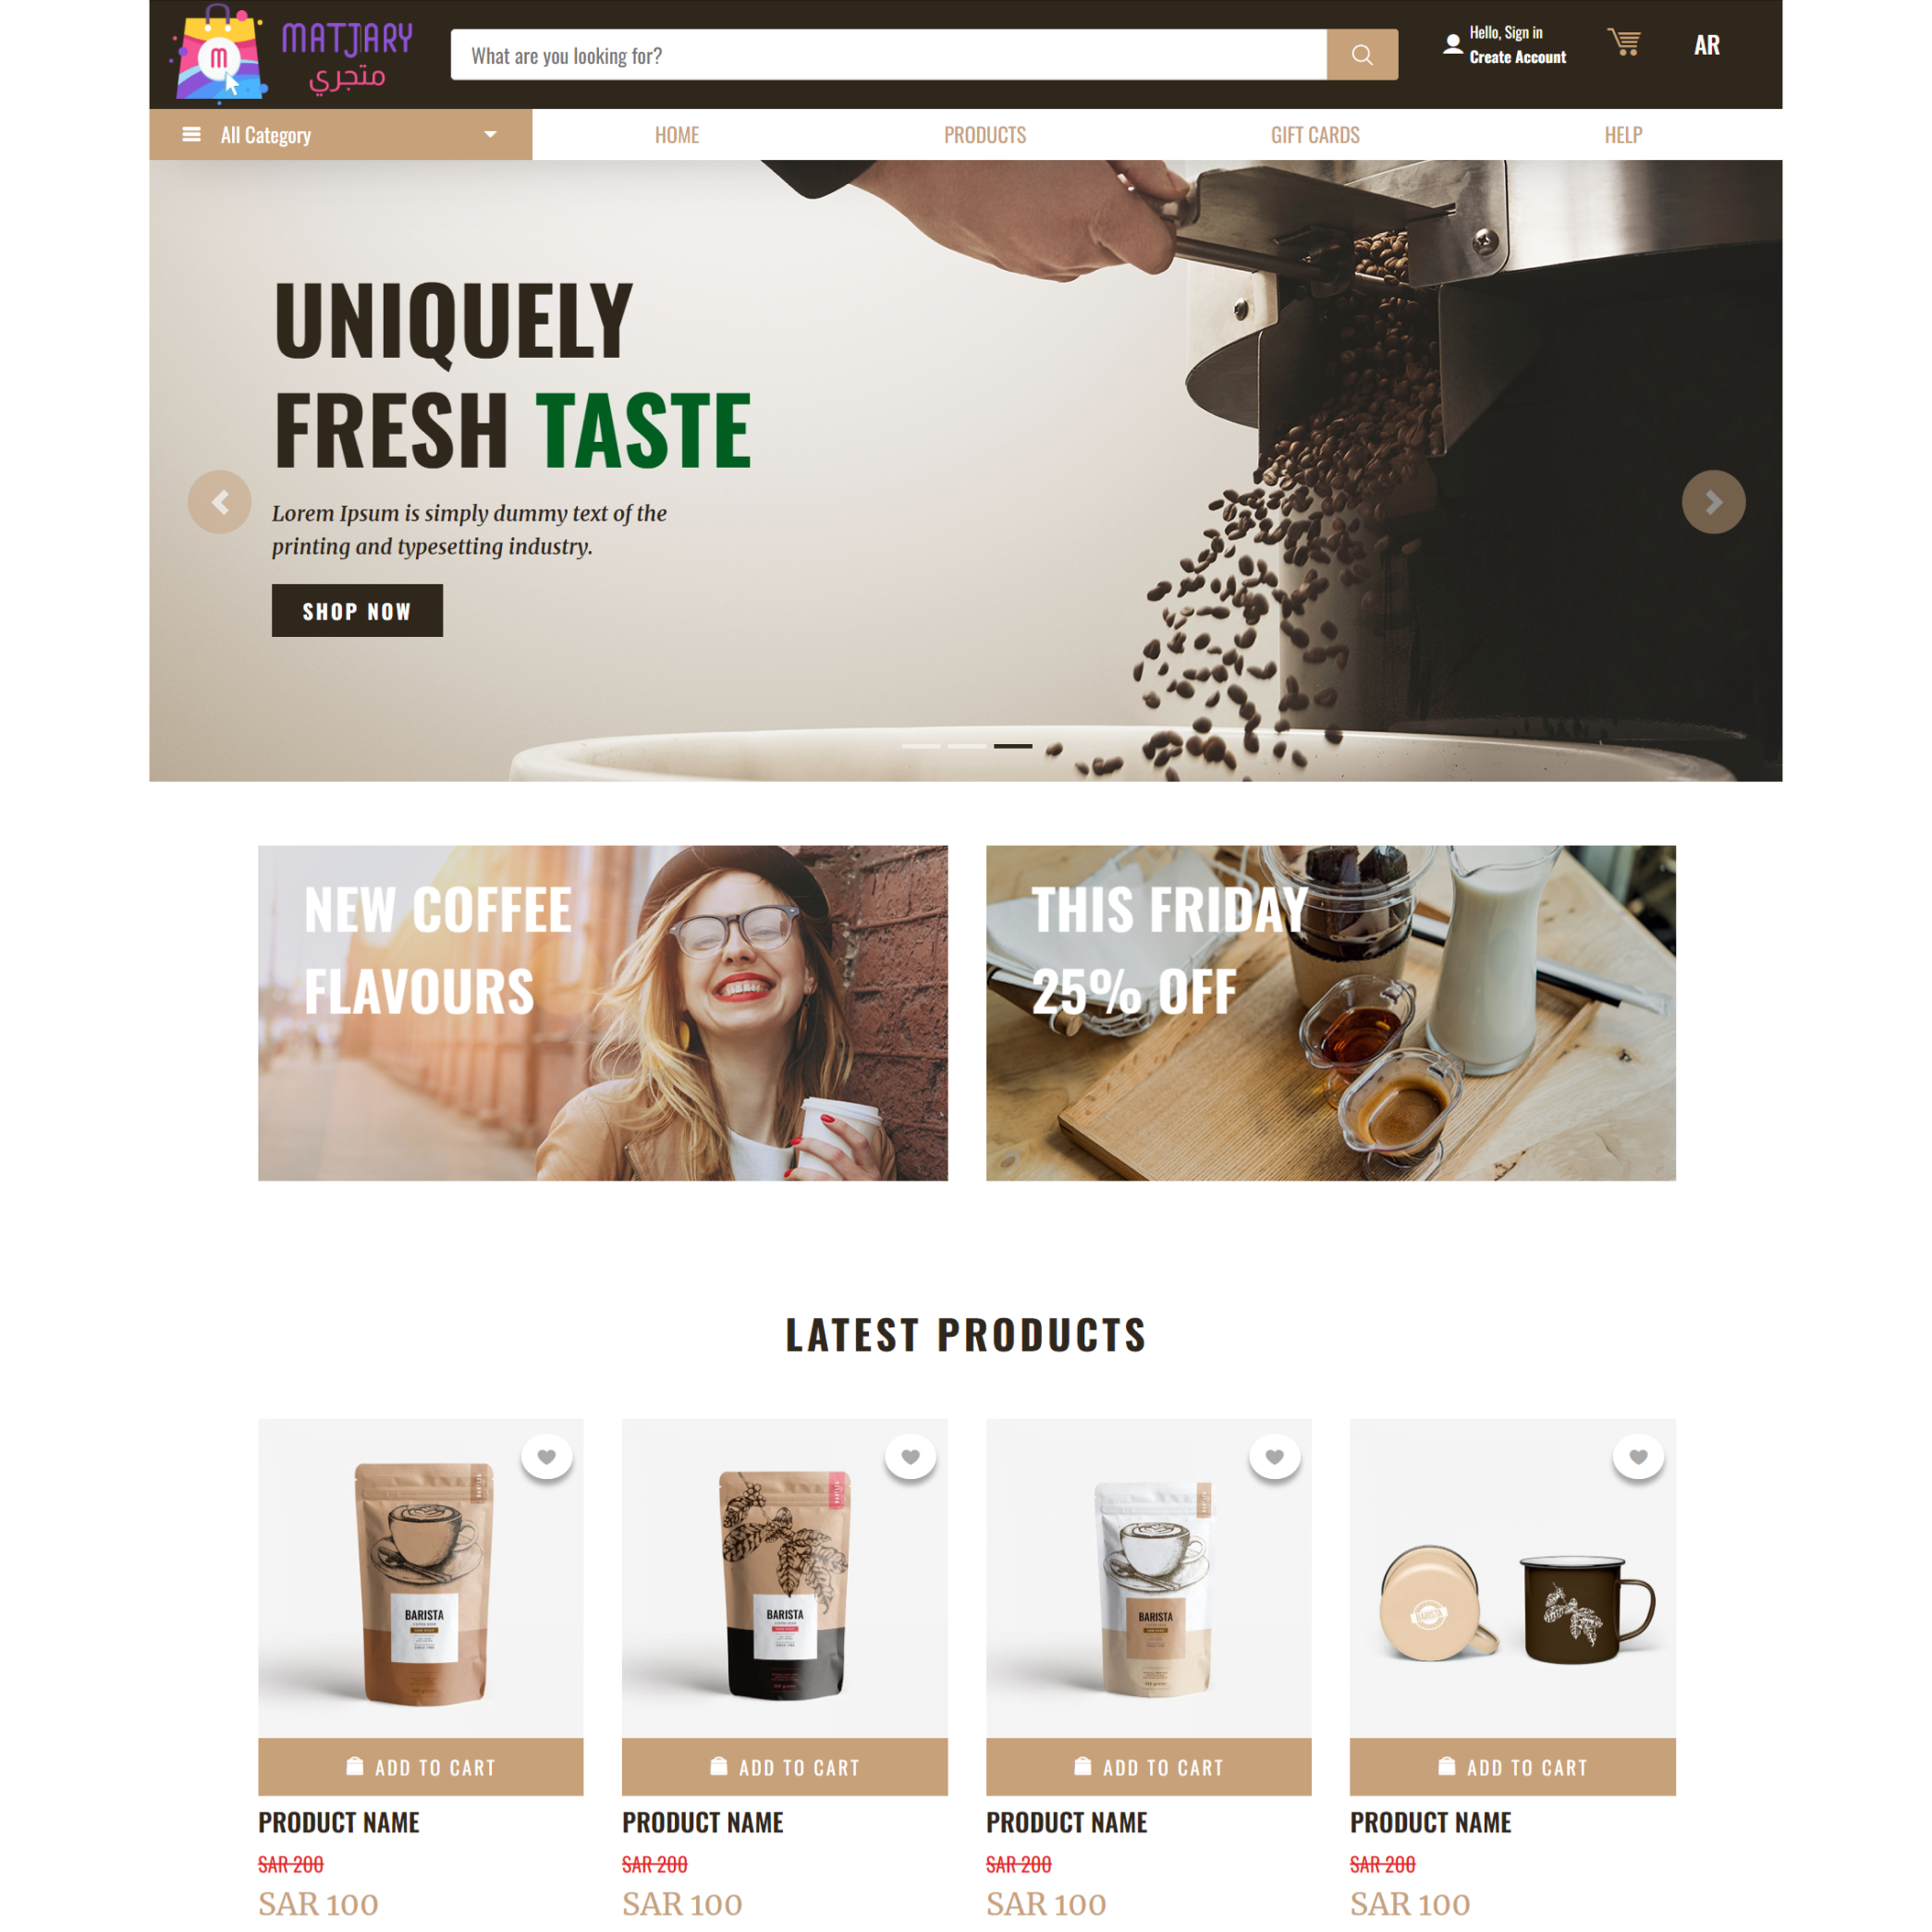 MATJARY
متجري
What are you looking for?
Hello, Sign in
Create Account
AR
All Category
HOME
PRODUCTS
GIFT CARDS
HELP
UNIQUELY
FRESH TASTE
Lorem Ipsum is simply dummy text of the
printing and typesetting industry.
SHOP NOW
NEW COFFEE
FLAVOURS
THIS FRIDAY
25% OFF
LATEST PRODUCTS
BARISTA
BARISTA
BARISTA
BARISTA
ADD TO CART
ADD TO CART
ADD TO CART
ADD TO CART
PRODUCT NAME
PRODUCT NAME
PRODUCT NAME
PRODUCT NAME
SAR 200
SAR 200
SAR 200
SAR 200
SAR 100
SAR 100
SAR 100
SAR 100